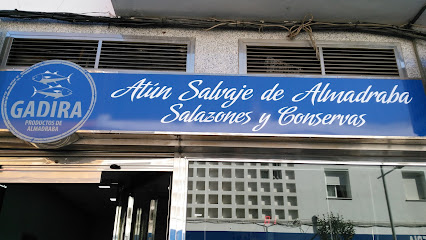 GADIRA
PRODUCTOS DE
ALMADRABA
Atún Salvaje de Almadraba
Salazones y Conservas